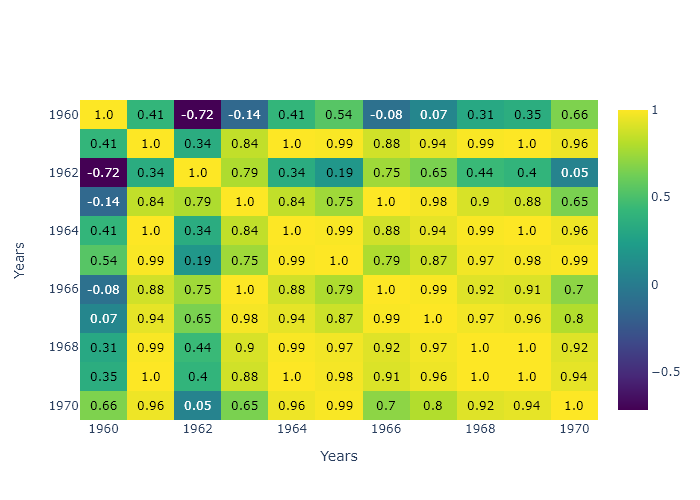 1960 1.0 0.41 -0.72 -0.14 0.41 0.54 -0.08 0.07 0.31 0.35 0.66 1
0.41 1.0 0.34 0.84 1.0 0.99 0.88 0.94 0.99 1.0 0.96
1962 -0.72 0.34 1.0 0.79 0.34 0.19 0.75 0.65 0.44 0.4 0.05
-0.14 0.84 0.79 1.0 0.84 0.75 1.0 0.98 0.9 0.88 0.65 0.5
1964 0.41 1.0 0.34 0.84 1.0 0.99 0.88 0.94 0.99 1.0 0.96
Years
0.54 0.99 0.19 0.75 0.99 1.0 0.79 0.87 0.97 0.98 0.99
1966 -0.08 0.88 0.75 1.0 0.88 0.79 1.0 0.99 0.92 0.91 0.7 0
0.07 0.94 0.65 0.98 0.94 0.87 0.99 1.0 0.97 0.96 0.8
1968 0.31 0.99 0.44 0.9 0.99 0.97 0.92 0.97 1.0 1.0 0.92
0.35 1.0 0.4 0.88 1.0 0.98 0.91 0.96 1.0 1.0 0.94 −0.5
1970 0.66 0.96 0.05 0.65 0.96 0.99 0.7 0.8 0.92 0.94 1.0
1960 1962 1964 1966 1968 1970
Years